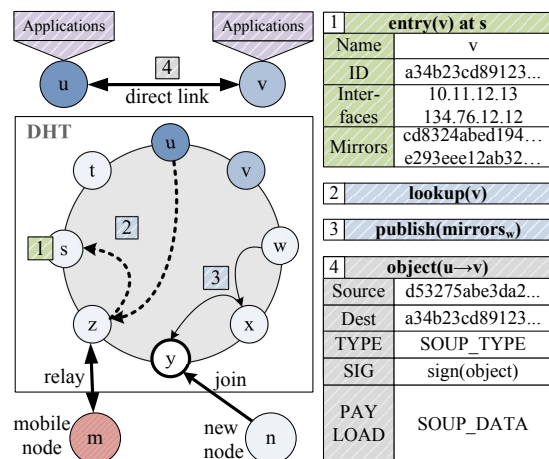 Applications
Applications
u
4
v
direct link
DHT
u
t
v
2
1
s
w
3
z
x
y
relay
join
mobile
node
m
new
node
n
1
entry(v) at s
Name
v
ID
a34b23cd89123...
Inter-
faces
10.11.12.13
134.76.12.12
Mirrors
cd8324abed194...
e293eee12ab32...
2
lookup(v)
3
publish(mirrorsw)
4
object(u→v)
Source
d53275abe3da2...
Dest
a34b23cd89123...
TYPE
SOUP_TYPE
SIG
sign(object)
PAY
LOAD
SOUP_DATA